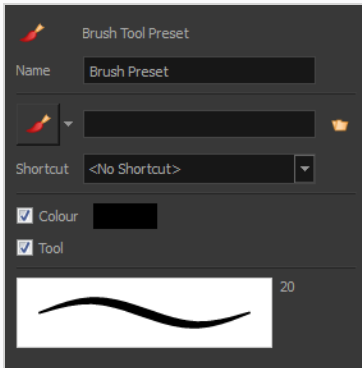 Brush Tool Preset
Name Brush Preset
Shortcut <No Shortcut>
Colour
Tool
20